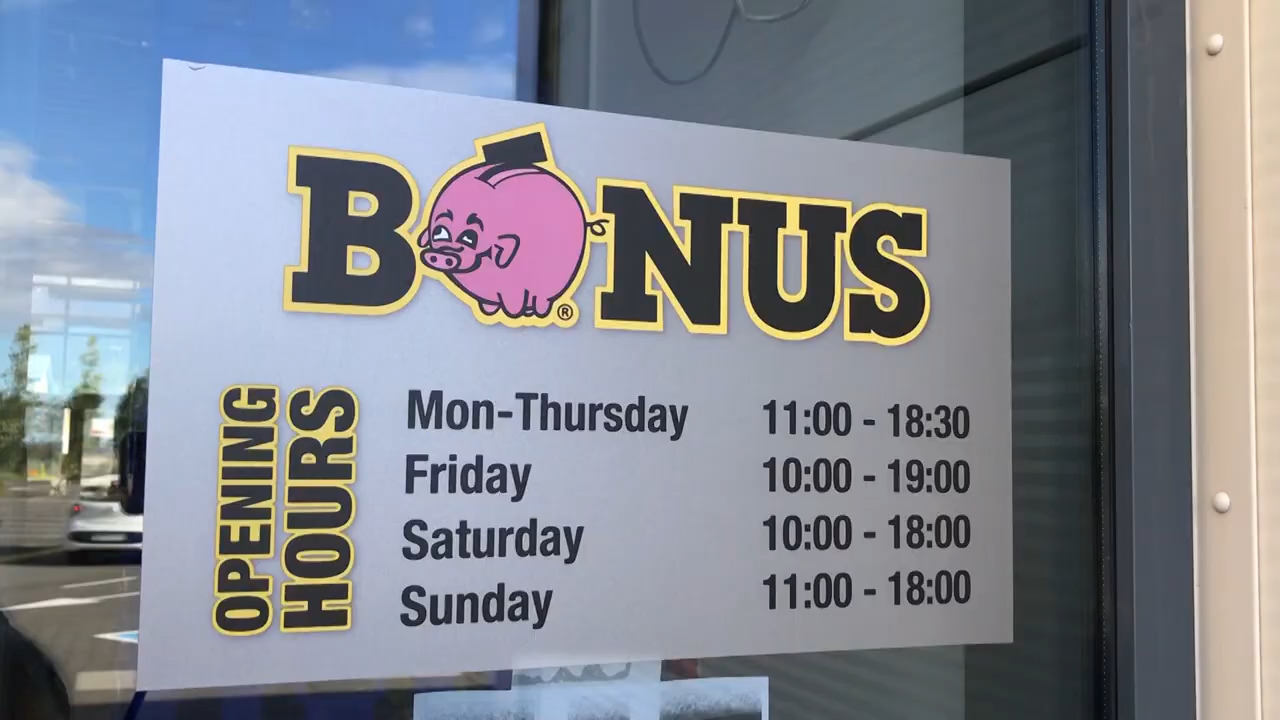 BONUS
®
OPENING
HOURS
Mon-Thursday 11:00 - 18:30
Friday 10:00 - 19:00
Saturday 10:00 - 18:00
Sunday 11:00 - 18:00